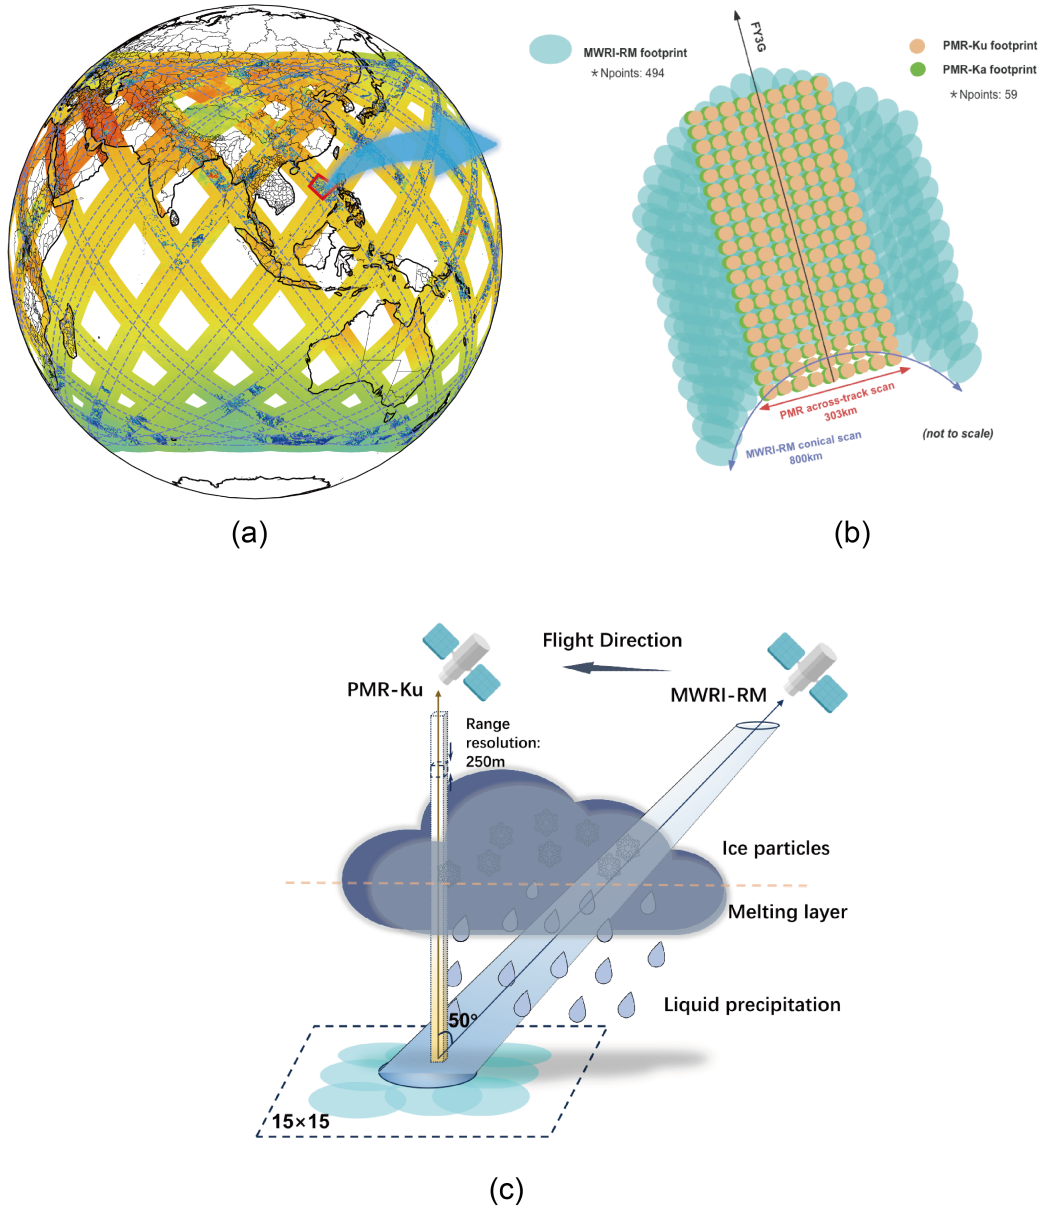 MWRI-RM footprint
*Npoints: 494
FY3G
PMR-Ku footprint
PMR-Ka footprint
*Npoints: 59
PMR across-track scan
303km
MWRI-RM conical scan
800km
(not to scale)
(a)
(b)
Flight Direction
PMR-Ku
MWRI-RM
Range
resolution:
250m
Ice particles
Melting layer
Liquid precipitation
50°
15×15
(c)